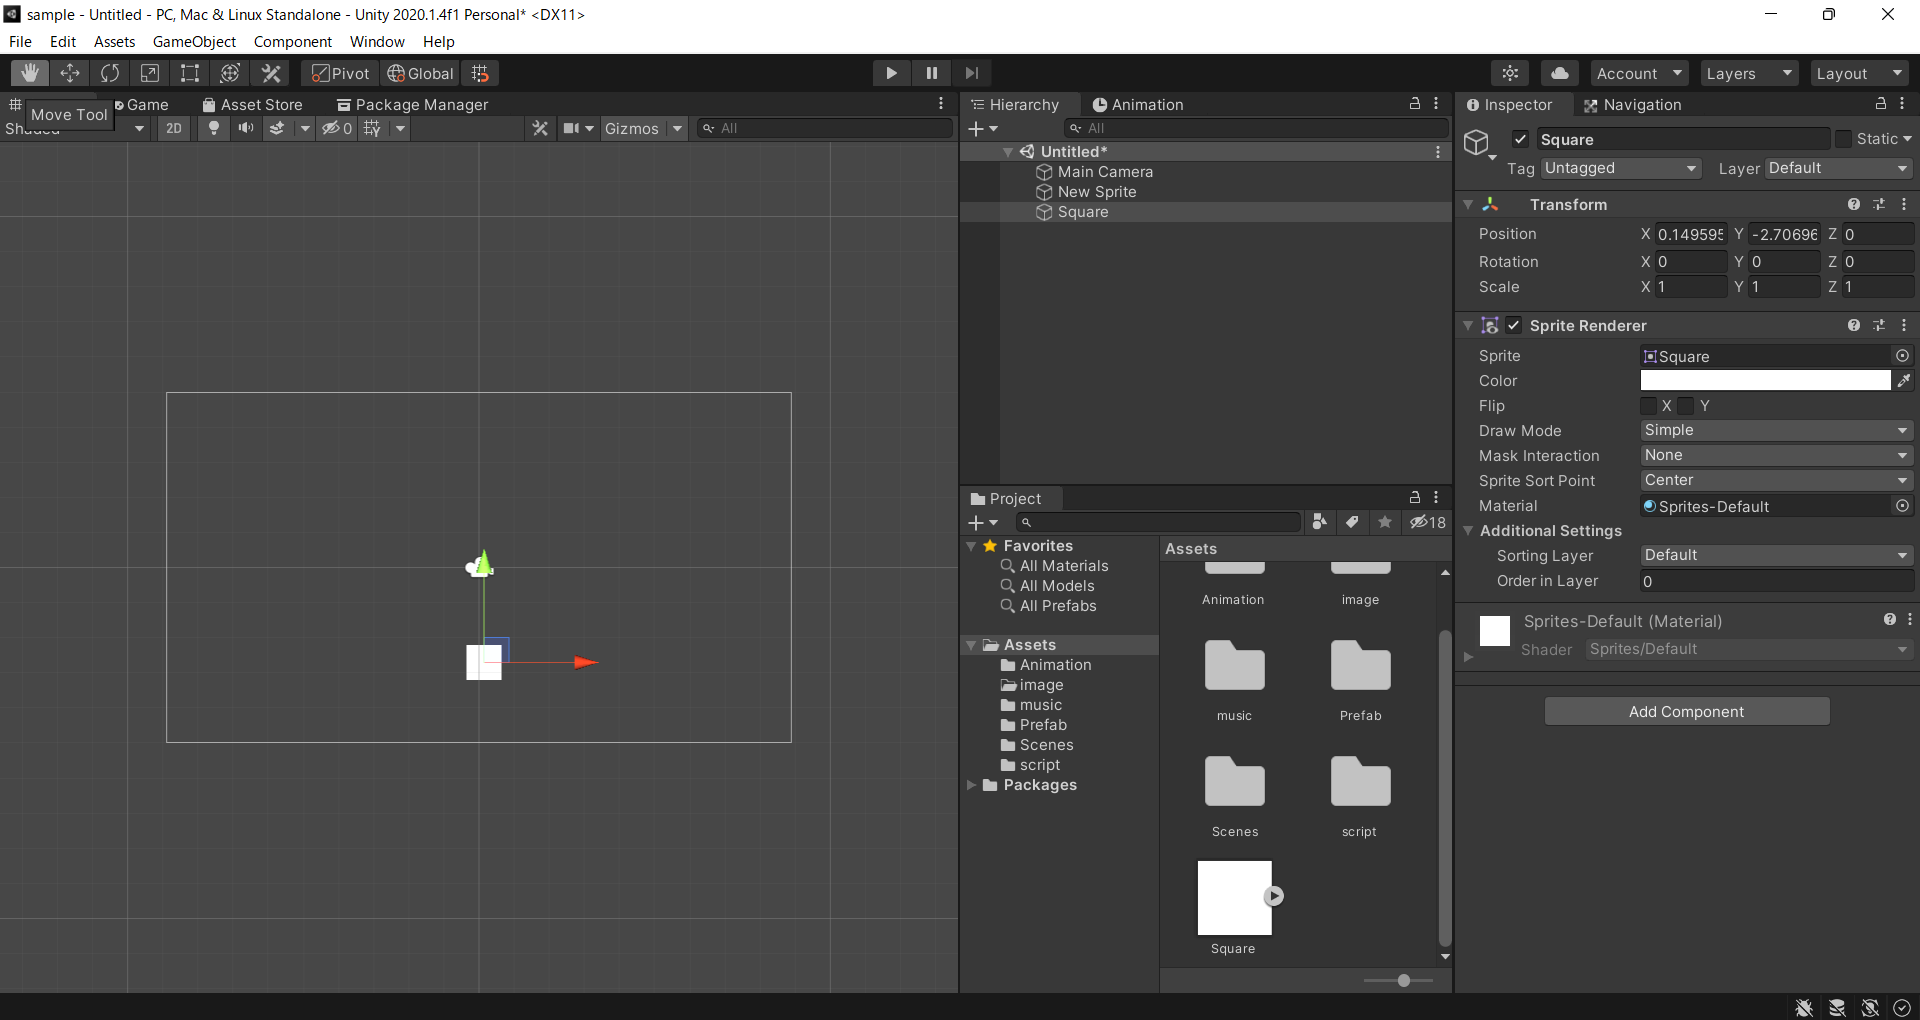 sample - Untitled - PC, Mac & Linux Standalone - Unity 2020.1.4f1 Personal* <DX11>
File Edit Assets GameObject Component Window Help
Pivot Global Account Layers Layout
Move Tool Game Asset Store Package Manager
2D 0 Gizmos All
Hierarchy Animation
All
Untitled*
Main Camera
New Sprite
Square
Project
18
Favorites
All Materials
All Models
All Prefabs
Assets
Animation
image
music
Prefab
Scenes
script
Packages
Assets
Animation image
music Prefab
Scenes script
Square
Inspector Navigation
Square Static
Tag Untagged Layer Default
Transform
Position X 0.149595 Y -2.70696 Z 0
Rotation X 0 Y 0 Z 0
Scale X 1 Y 1 Z 1
Sprite Renderer
Sprite Square
Color
Flip X Y
Draw Mode Simple
Mask Interaction None
Sprite Sort Point Center
Material Sprites-Default
Additional Settings
Sorting Layer Default
Order in Layer 0
Sprites-Default (Material)
Shader Sprites/Default
Add Component